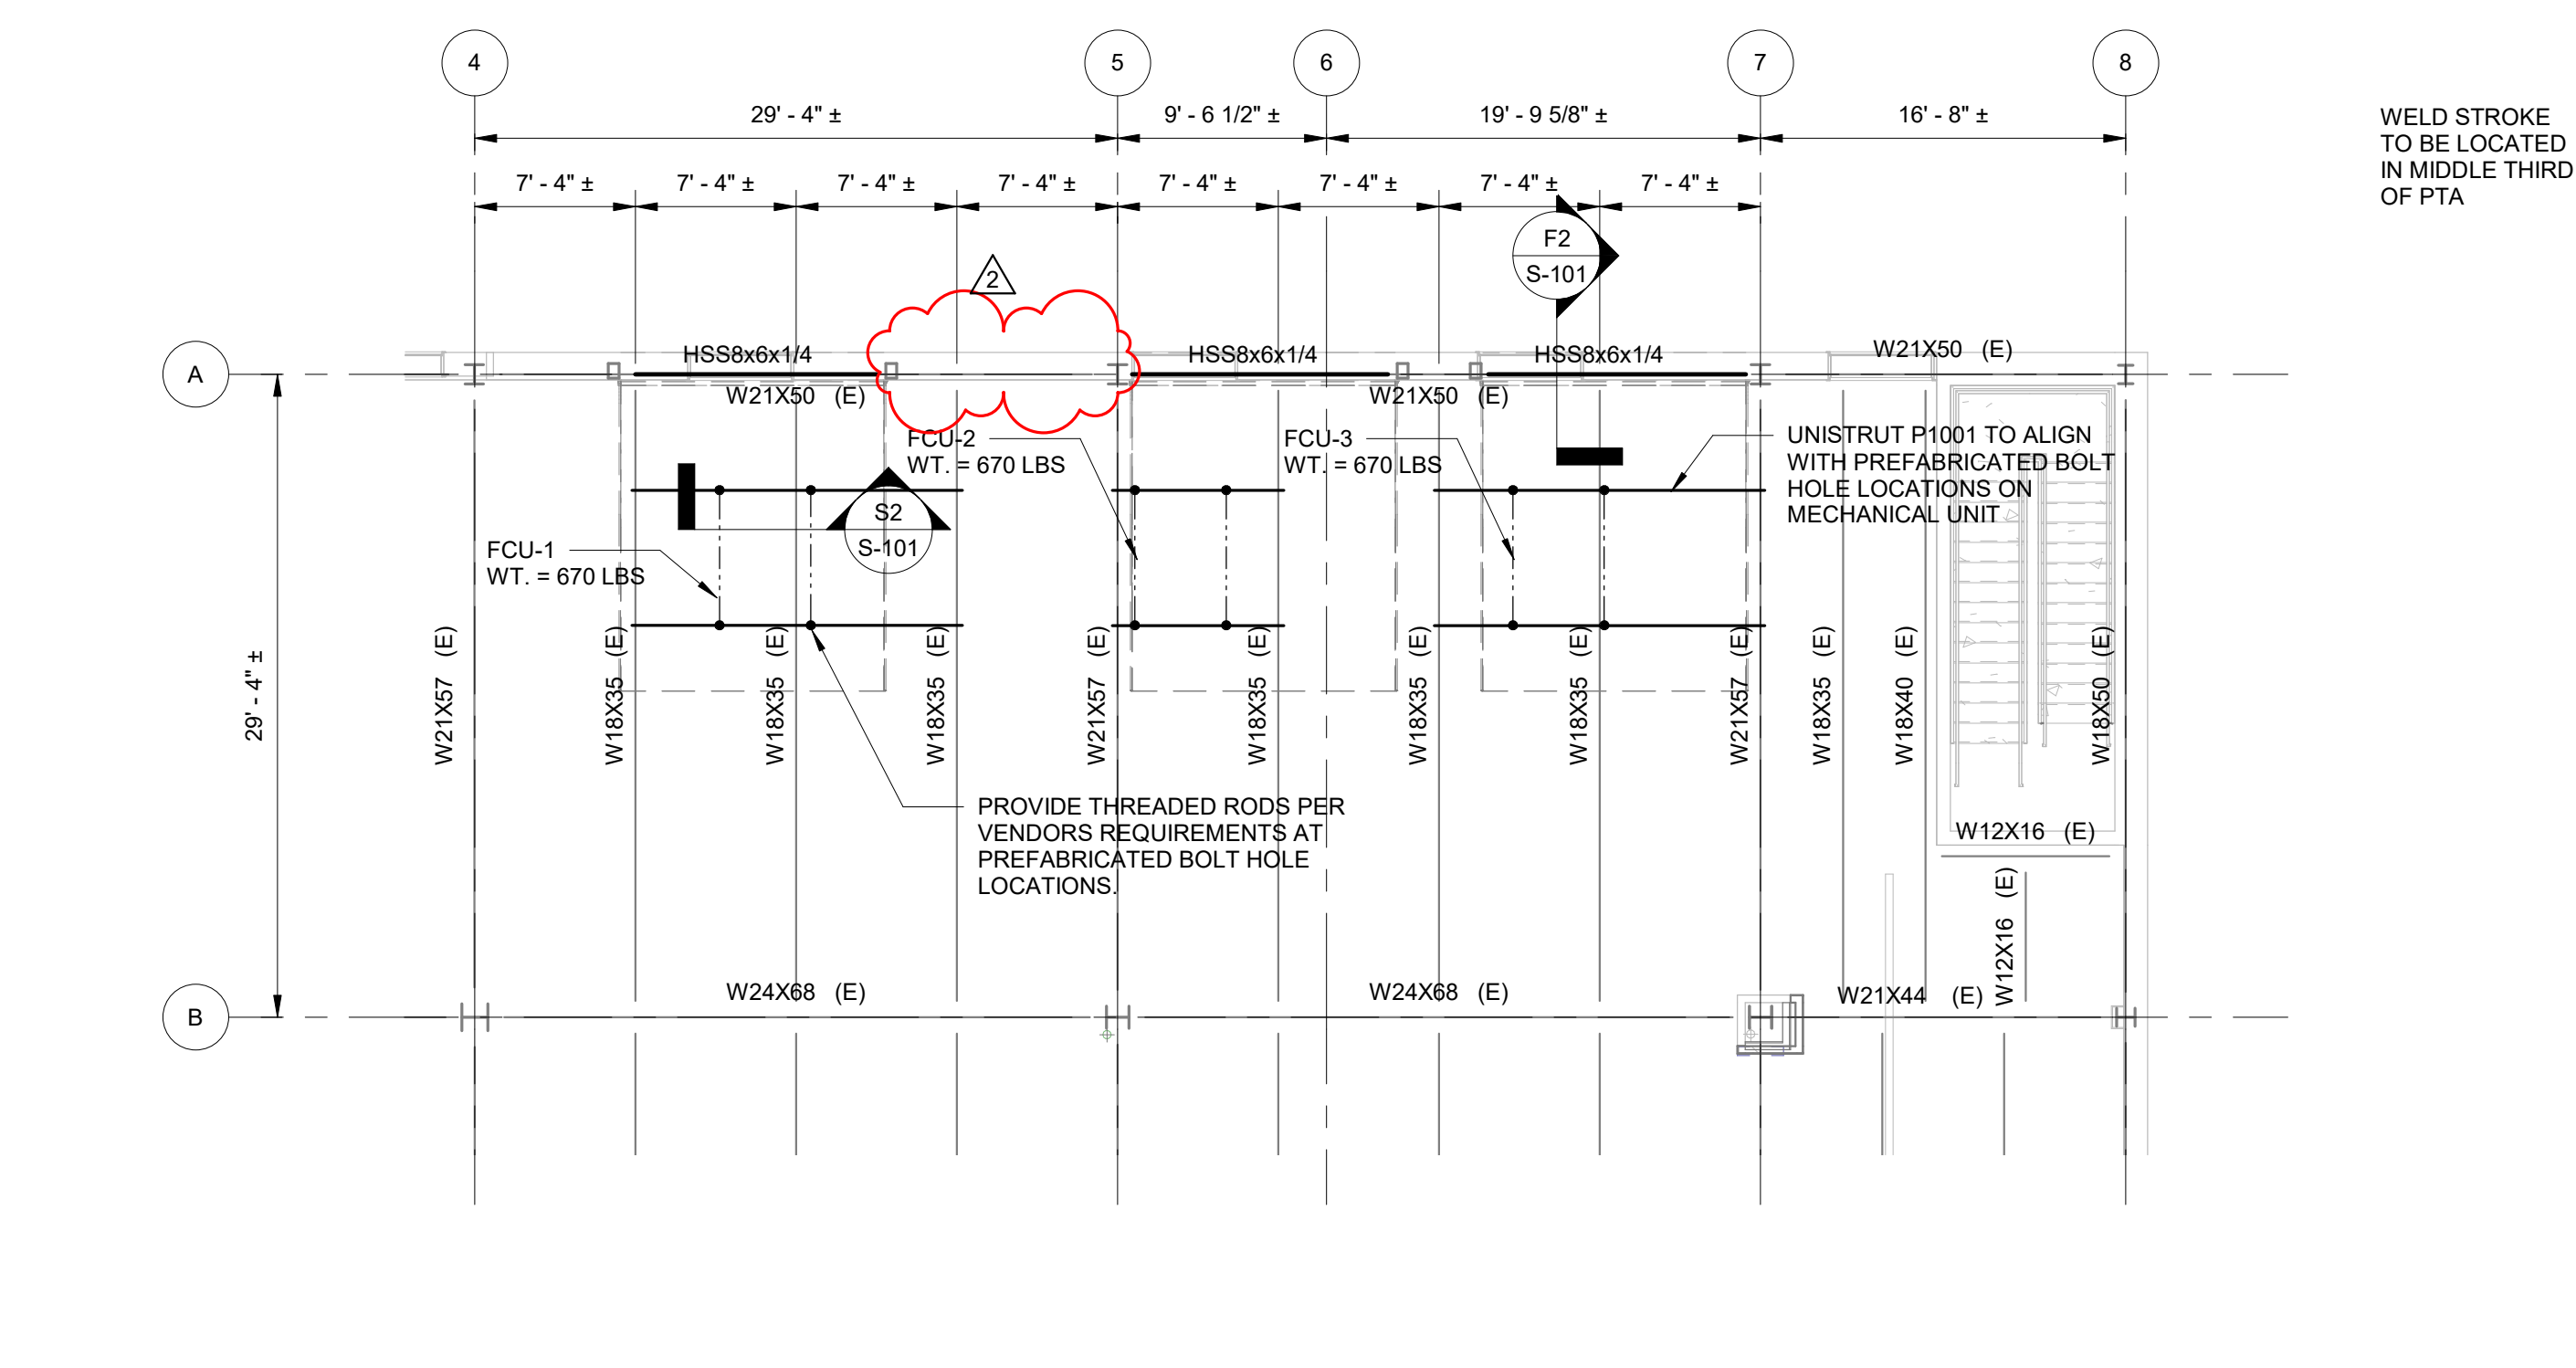 4
5
6
7
8
29' - 4" ±
9' - 6 1/2" ±
19' - 9 5/8" ±
16' - 8" ±
WELD STROKE
TO BE LOCATED
IN MIDDLE THIRD
OF PTA
7' - 4" ±
7' - 4" ±
7' - 4" ±
7' - 4" ±
7' - 4" ±
7' - 4" ±
7' - 4" ±
7' - 4" ±
F2
S-101
2
A
HSS8x6x1/4
HSS8x6x1/4
HSS8x6x1/4
W21X50 (E)
W21X50 (E)
W21X50 (E)
FCU-2
WT. = 670 LBS
FCU-3
WT. = 670 LBS
UNISTRUT P1001 TO ALIGN
WITH PREFABRICATED BOLT
HOLE LOCATIONS ON
MECHANICAL UNIT
S2
S-101
FCU-1
WT. = 670 LBS
29' - 4" ±
W21X57 (E)
W18X35 (E)
W18X35 (E)
W18X35 (E)
W21X57 (E)
W18X35 (E)
W18X35 (E)
W18X35 (E)
W21X57 (E)
W18X35 (E)
W18X40 (E)
W18X50 (E)
PROVIDE THREADED RODS PER
VENDORS REQUIREMENTS AT
PREFABRICATED BOLT HOLE
LOCATIONS.
W12X16 (E)
W12X16 (E)
B
W24X68 (E)
W24X68 (E)
W21X44 (E)